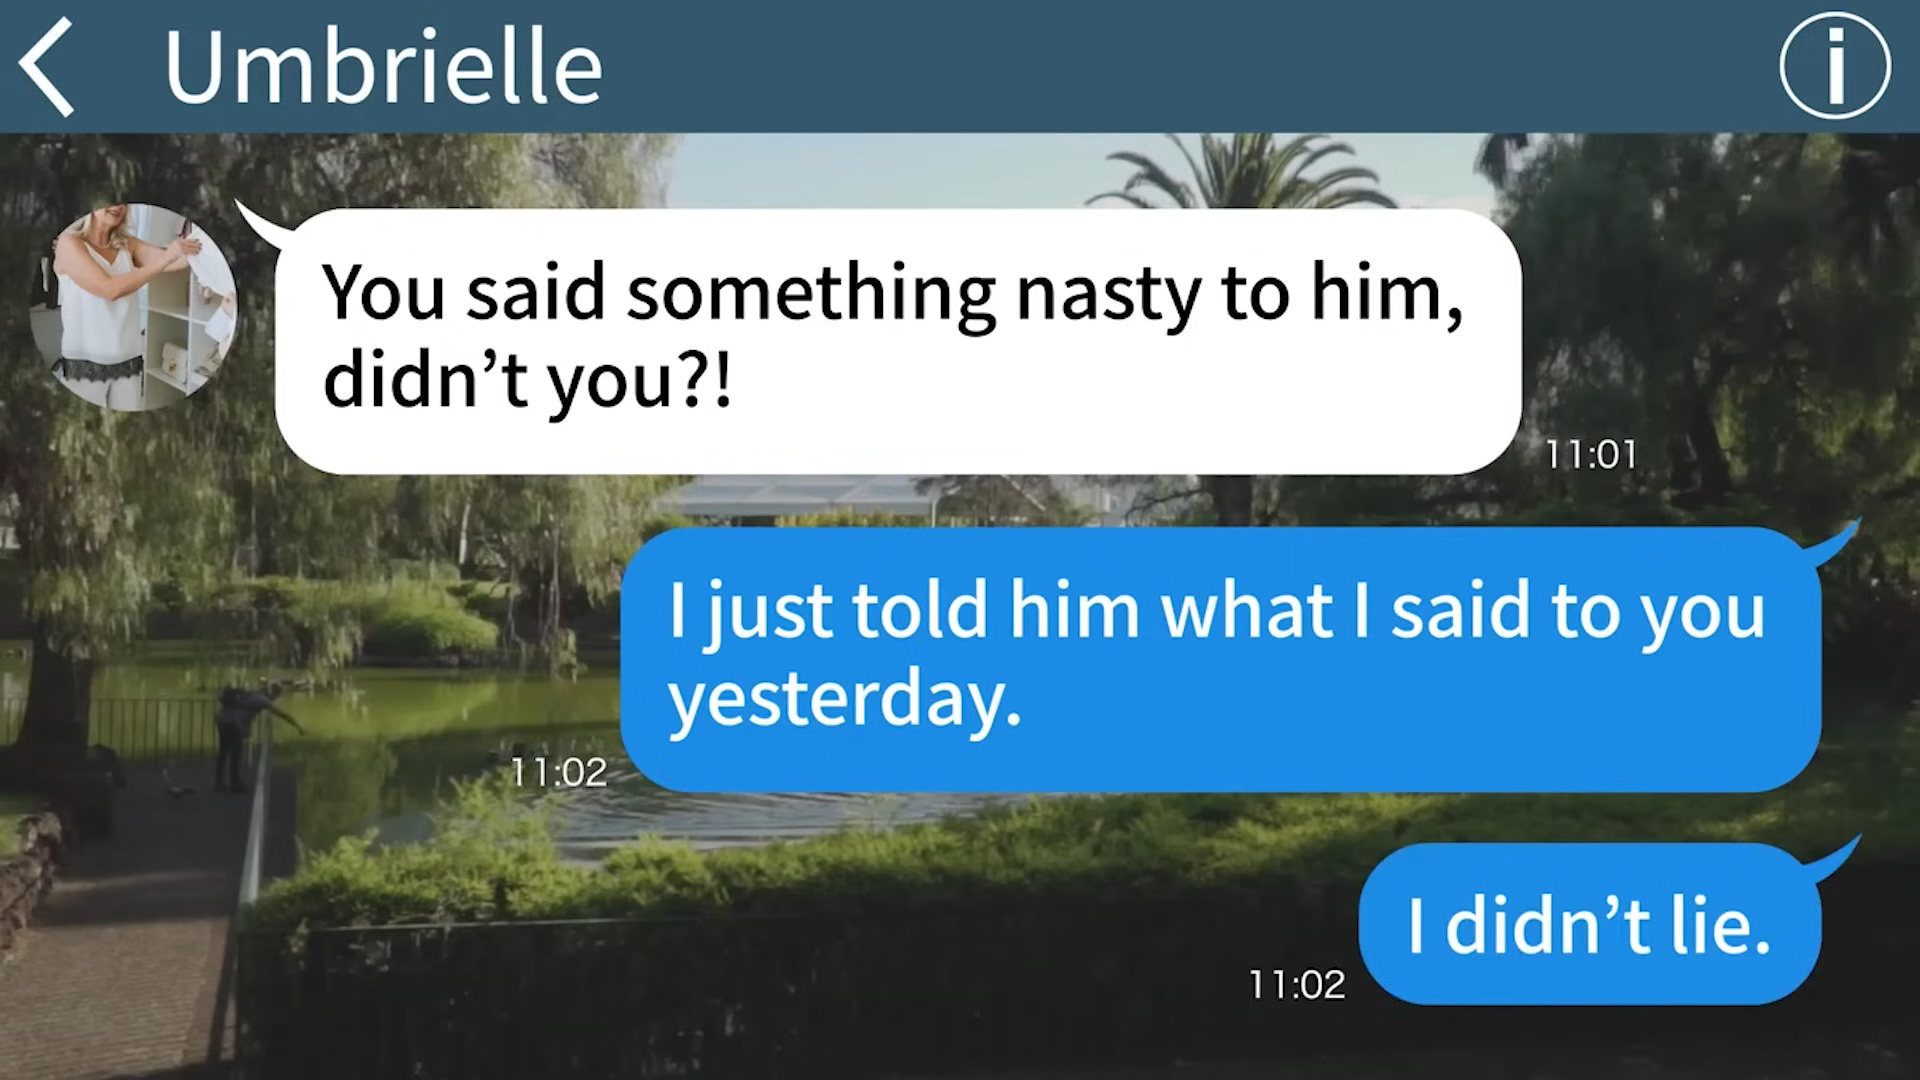 Umbrielle
You said something nasty to him,
didn’t you?!
11:01
I just told him what I said to you
yesterday.
11:02
I didn’t lie.
11:02